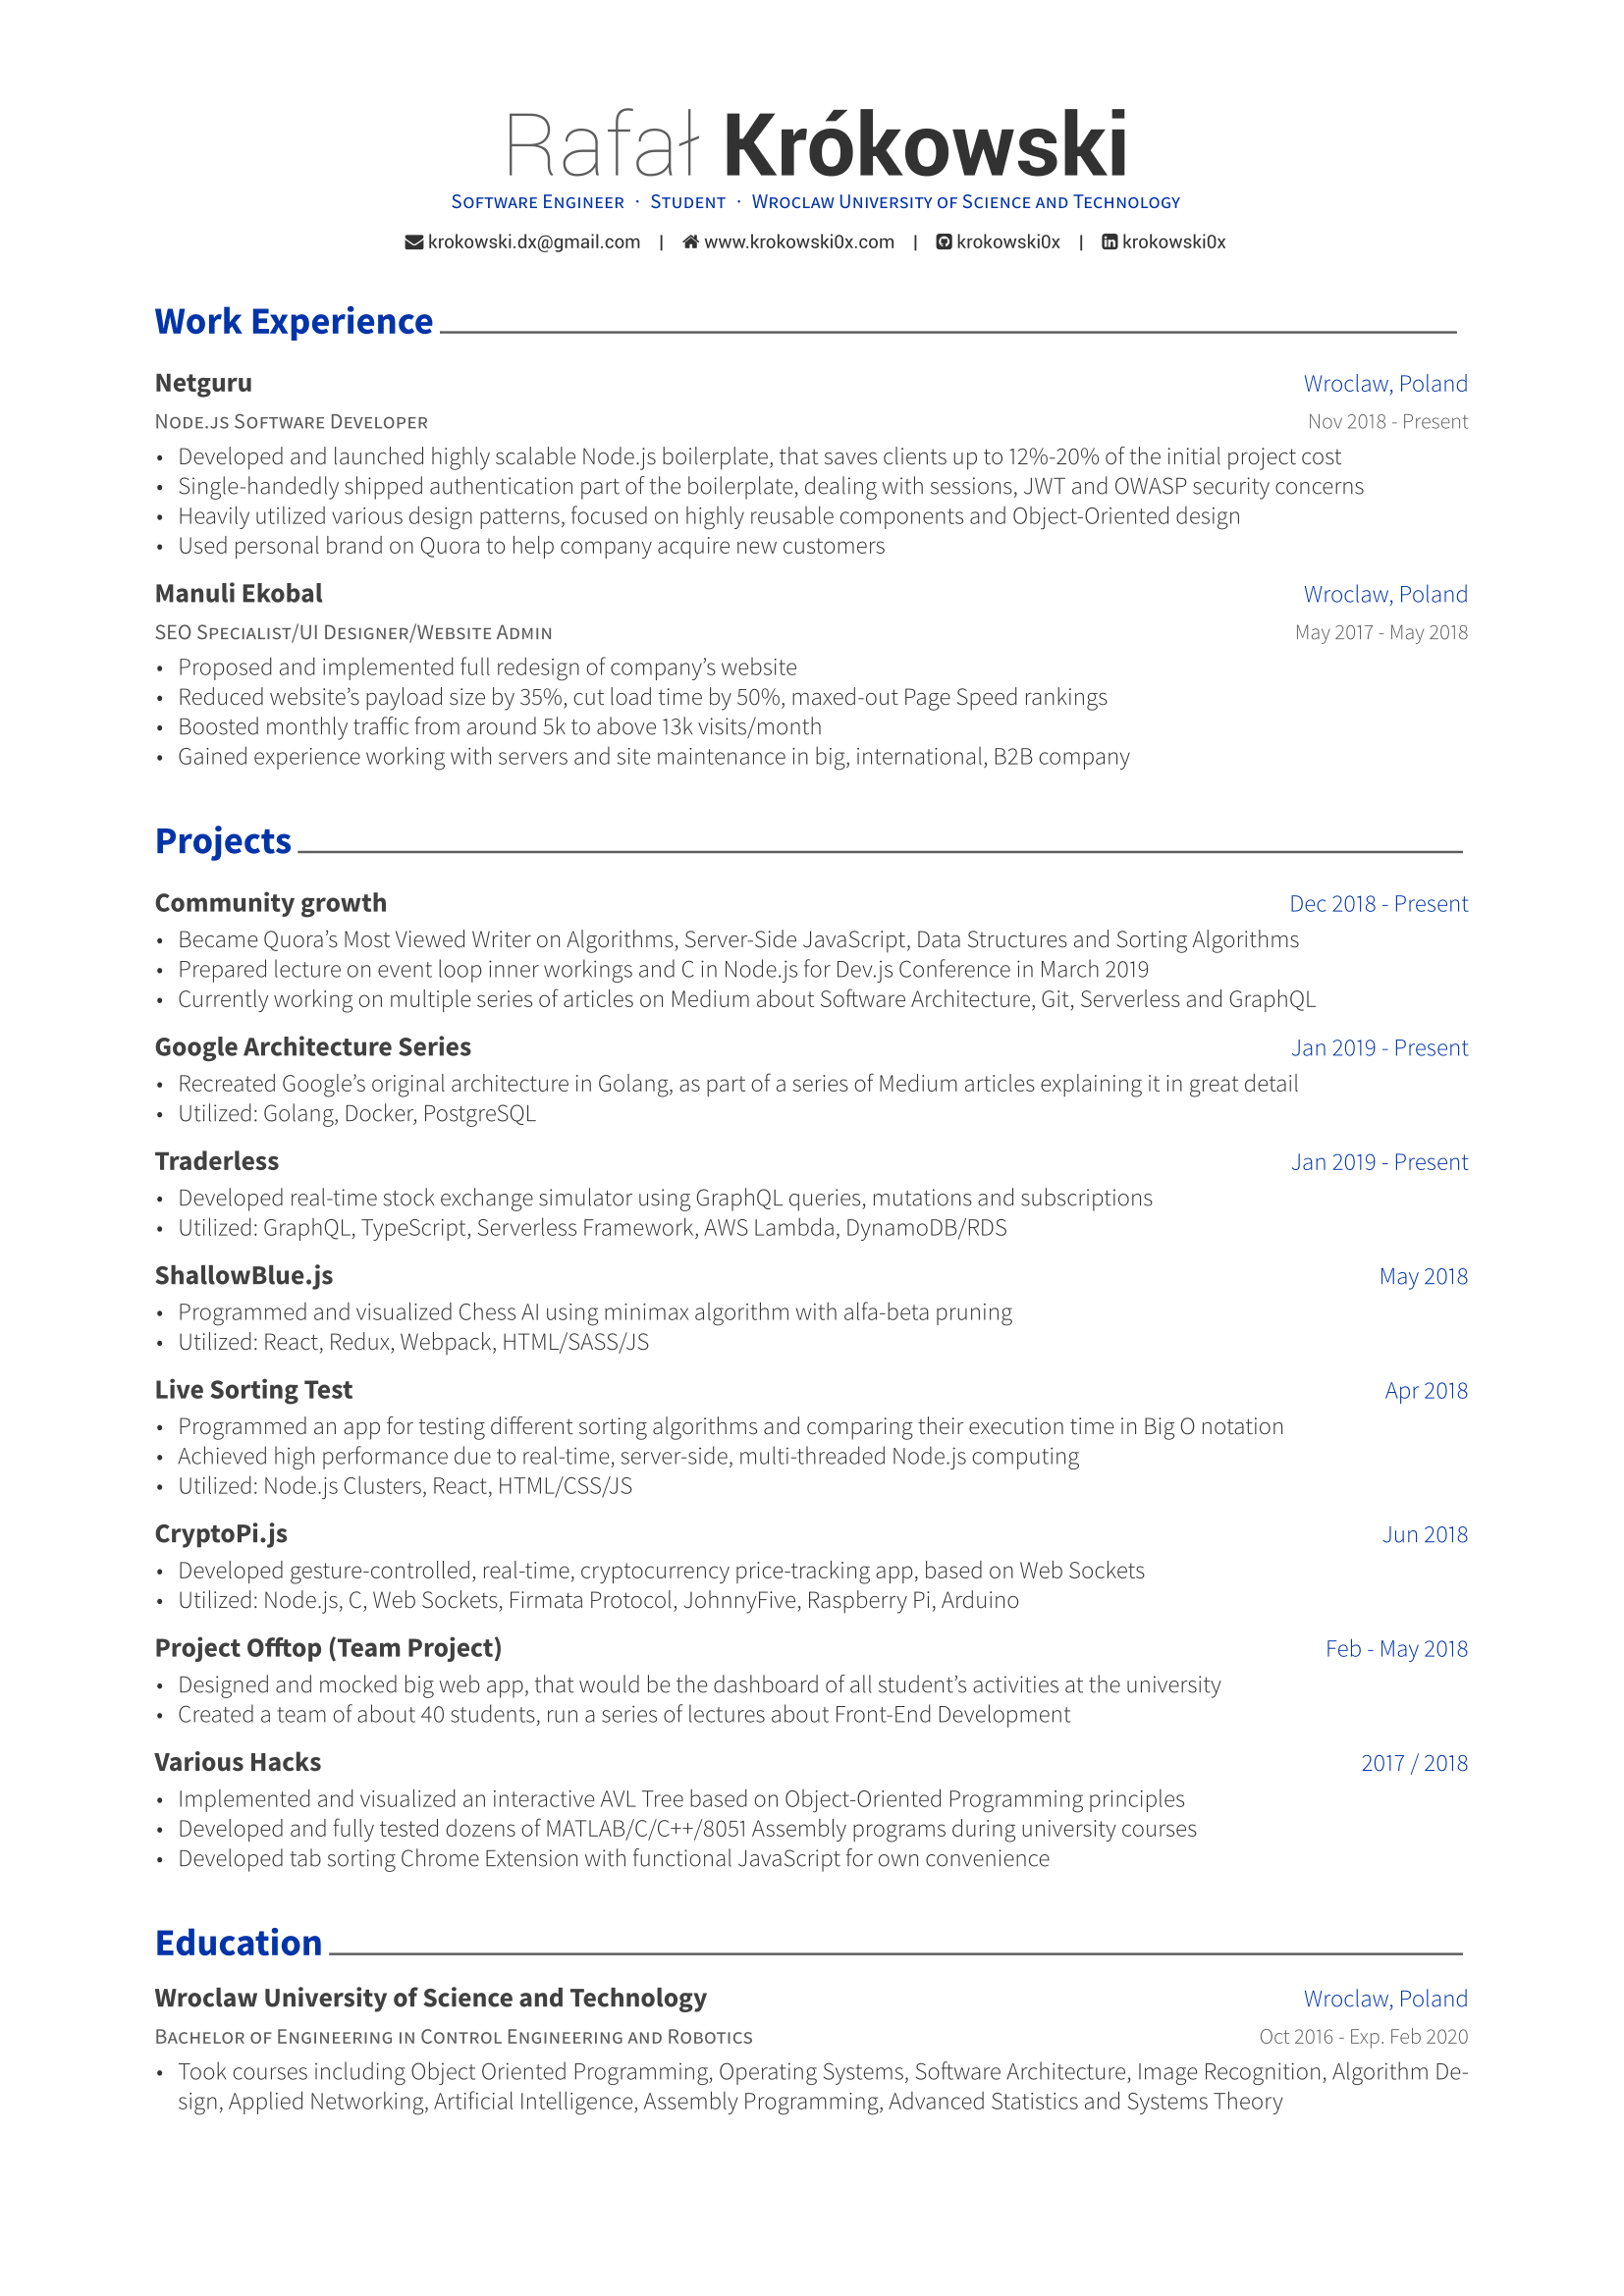 Rafał Krókowski
Software Engineer · Student · Wroclaw University of Science and Technology
krokowski.dx@gmail.com | www.krokowski0x.com | krokowski0x | krokowski0x
Work Experience
Netguru Wroclaw, Poland
Node.js Software Developer Nov 2018 - Present
• Developed and launched highly scalable Node.js boilerplate, that saves clients up to 12%-20% of the initial project cost
• Single-handedly shipped authentication part of the boilerplate, dealing with sessions, JWT and OWASP security concerns
• Heavily utilized various design patterns, focused on highly reusable components and Object-Oriented design
• Used personal brand on Quora to help company acquire new customers
Manuli Ekobal Wroclaw, Poland
SEO Specialist/UI Designer/Website Admin May 2017 - May 2018
• Proposed and implemented full redesign of company’s website
• Reduced website’s payload size by 35%, cut load time by 50%, maxed-out Page Speed rankings
• Boosted monthly traffic from around 5k to above 13k visits/month
• Gained experience working with servers and site maintenance in big, international, B2B company
Projects
Community growth Dec 2018 - Present
• Became Quora’s Most Viewed Writer on Algorithms, Server-Side JavaScript, Data Structures and Sorting Algorithms
• Prepared lecture on event loop inner workings and C in Node.js for Dev.js Conference in March 2019
• Currently working on multiple series of articles on Medium about Software Architecture, Git, Serverless and GraphQL
Google Architecture Series Jan 2019 - Present
• Recreated Google’s original architecture in Golang, as part of a series of Medium articles explaining it in great detail
• Utilized: Golang, Docker, PostgreSQL
Traderless Jan 2019 - Present
• Developed real-time stock exchange simulator using GraphQL queries, mutations and subscriptions
• Utilized: GraphQL, TypeScript, Serverless Framework, AWS Lambda, DynamoDB/RDS
ShallowBlue.js May 2018
• Programmed and visualized Chess AI using minimax algorithm with alfa-beta pruning
• Utilized: React, Redux, Webpack, HTML/SASS/JS
Live Sorting Test Apr 2018
• Programmed an app for testing different sorting algorithms and comparing their execution time in Big O notation
• Achieved high performance due to real-time, server-side, multi-threaded Node.js computing
• Utilized: Node.js Clusters, React, HTML/CSS/JS
CryptoPi.js Jun 2018
• Developed gesture-controlled, real-time, cryptocurrency price-tracking app, based on Web Sockets
• Utilized: Node.js, C, Web Sockets, Firmata Protocol, JohnnyFive, Raspberry Pi, Arduino
Project Offtop (Team Project) Feb - May 2018
• Designed and mocked big web app, that would be the dashboard of all student’s activities at the university
• Created a team of about 40 students, run a series of lectures about Front-End Development
Various Hacks 2017 / 2018
• Implemented and visualized an interactive AVL Tree based on Object-Oriented Programming principles
• Developed and fully tested dozens of MATLAB/C/C++/8051 Assembly programs during university courses
• Developed tab sorting Chrome Extension with functional JavaScript for own convenience
Education
Wroclaw University of Science and Technology Wroclaw, Poland
Bachelor of Engineering in Control Engineering and Robotics Oct 2016 - Exp. Feb 2020
• Took courses including Object Oriented Programming, Operating Systems, Software Architecture, Image Recognition, Algorithm De-
sign, Applied Networking, Artificial Intelligence, Assembly Programming, Advanced Statistics and Systems Theory